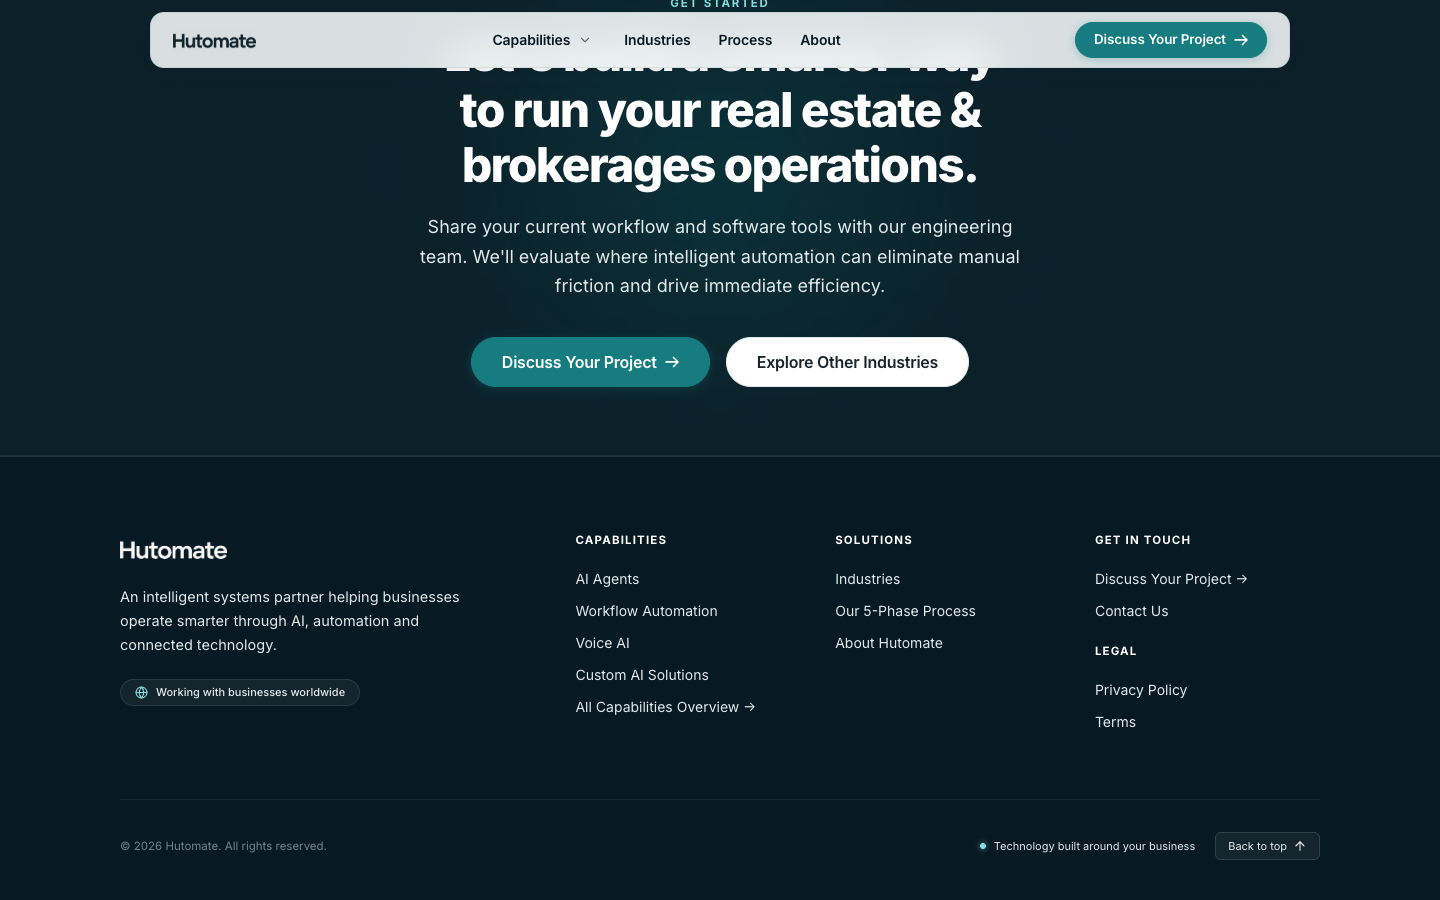 GET STARTED
Hutomate
Capabilities
Industries
Process
About
Discuss Your Project →
Let's build a smarter way
to run your real estate &
brokerages operations.
Share your current workflow and software tools with our engineering
team. We'll evaluate where intelligent automation can eliminate manual
friction and drive immediate efficiency.
Discuss Your Project →
Explore Other Industries
Hutomate
An intelligent systems partner helping businesses
operate smarter through AI, automation and
connected technology.
Working with businesses worldwide
CAPABILITIES
AI Agents
Workflow Automation
Voice AI
Custom AI Solutions
All Capabilities Overview →
SOLUTIONS
Industries
Our 5-Phase Process
About Hutomate
GET IN TOUCH
Discuss Your Project →
Contact Us
LEGAL
Privacy Policy
Terms
© 2026 Hutomate. All rights reserved.
Technology built around your business
Back to top ↑